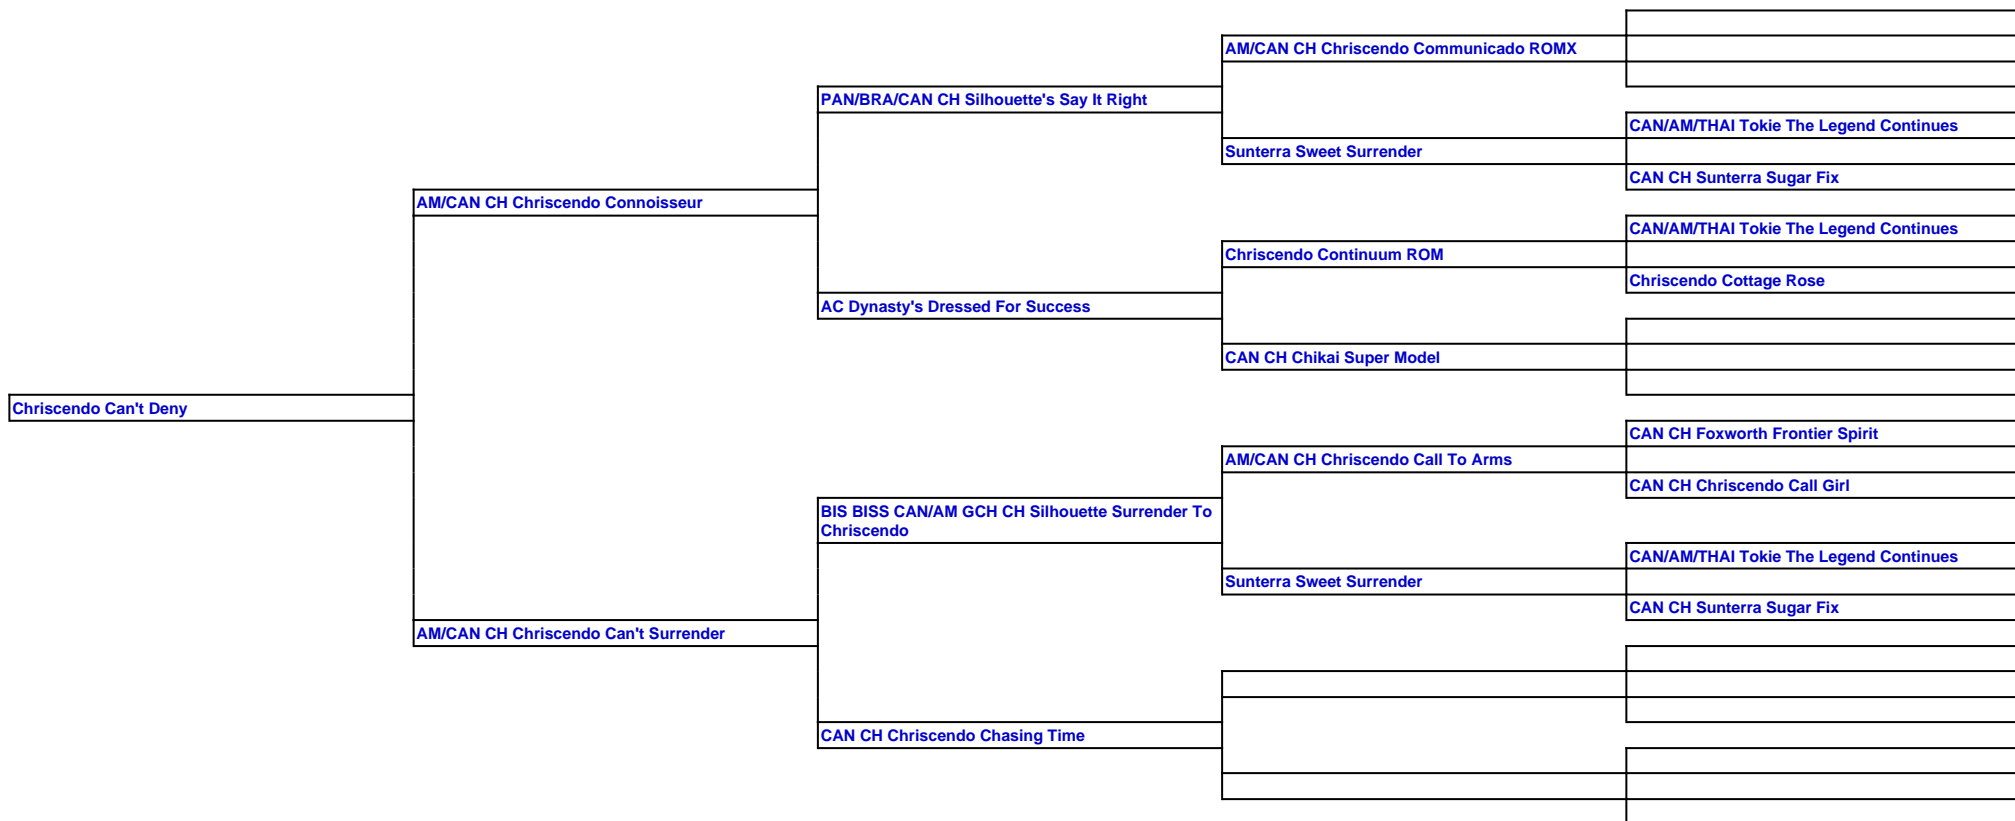 AM/CAN CH Chriscendo Communicado ROMX
PAN/BRA/CAN CH Silhouette's Say It Right
CAN/AM/THAI Tokie The Legend Continues
Sunterra Sweet Surrender
CAN CH Sunterra Sugar Fix
AM/CAN CH Chriscendo Connoisseur
CAN/AM/THAI Tokie The Legend Continues
Chriscendo Continuum ROM
Chriscendo Cottage Rose
AC Dynasty's Dressed For Success
CAN CH Chikai Super Model
Chriscendo Can't Deny
CAN CH Foxworth Frontier Spirit
AM/CAN CH Chriscendo Call To Arms
CAN CH Chriscendo Call Girl
BIS BISS CAN/AM GCH CH Silhouette Surrender To
Chriscendo
CAN/AM/THAI Tokie The Legend Continues
Sunterra Sweet Surrender
CAN CH Sunterra Sugar Fix
AM/CAN CH Chriscendo Can't Surrender
CAN CH Chriscendo Chasing Time